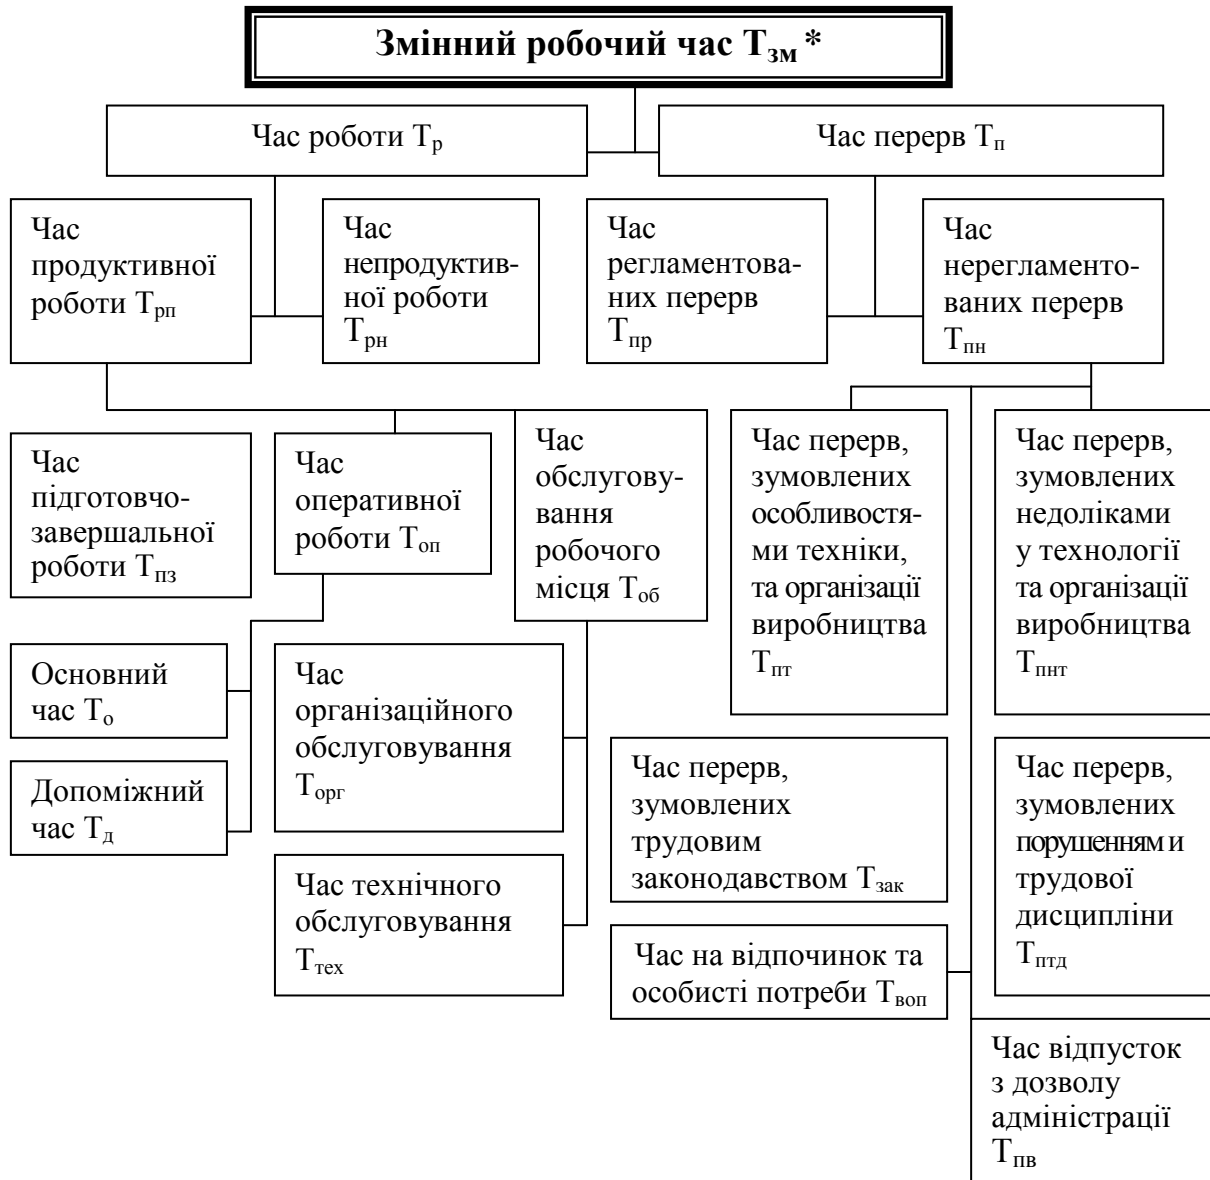 Змінний робочий час Тзм *
Час роботи Тр
Час перерв Тп
Час
продуктивної
роботи Трп
Час
непродуктив-
ної роботи
Трн
Час
регламентова-
них перерв
Тпр
Час
нерегламенто-
ваних перерв
Тпн
Час
підготовчо-
завершальної
роботи Тпз
Час
оперативної
роботи Топ
Час
обслугову-
вання
робочого
місця Тоб
Час перерв,
зумовлених
особливостя-
ми техніки,
та організації
виробництва
Тпт
Час перерв,
зумовлених
недоліками
у технології
та організації
виробництва
Тпнт
Основний
час То
Допоміжний
час Тд
Час
організаційного
обслуговування
Торг
Час технічного
обслуговування
Ттех
Час перерв,
зумовлених
трудовим
законодавством Тзак
Час на відпочинок та
особисті потреби Твоп
Час перерв,
зумовлених
порушенням и
трудової
дисципліни
Тптд
Час відпусток
з дозволу
адміністрації
Тпв